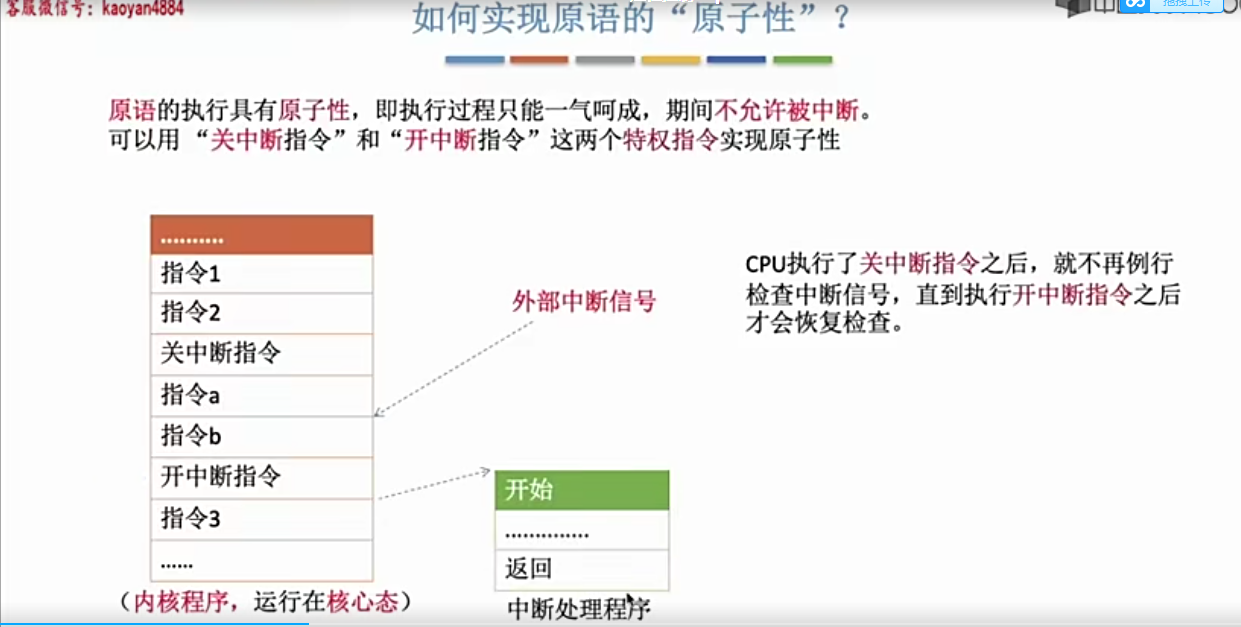 客服微信号：kaoyan4884
如何实现原语的“原子性”？
拖拽上传
原语的执行具有原子性，即执行过程只能一气呵成，期间不允许被中断。
可以用“关中断指令”和“开中断指令”这两个特权指令实现原子性
..........
指令1
指令2
关中断指令
指令a
指令b
开中断指令
指令3
......
（内核程序，运行在核心态）
外部中断信号
CPU执行了关中断指令之后，就不再例行
检查中断信号，直到执行开中断指令之后
才会恢复检查。
开始
..............
返回
中断处理程序